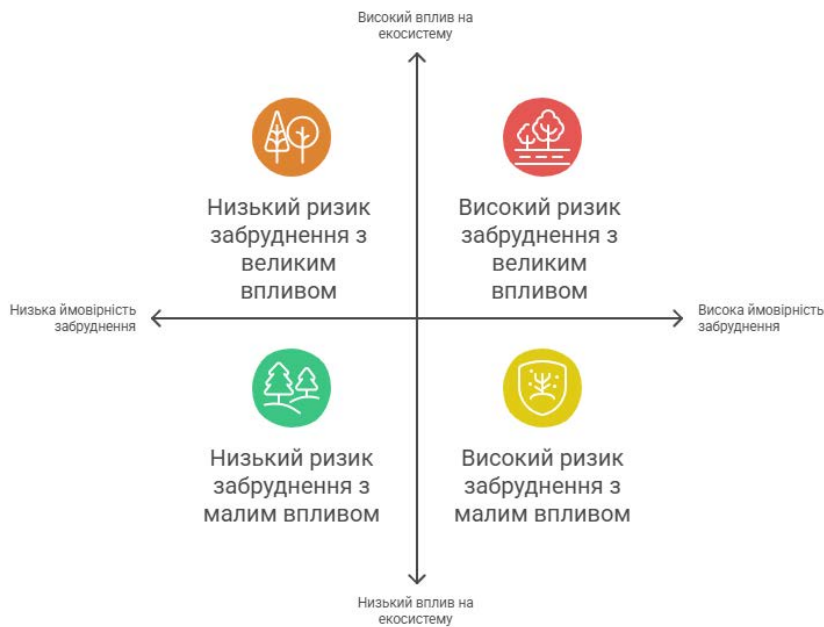 Високий вплив на
екосистему
Низький ризик
забруднення з
великим
впливом
Високий ризик
забруднення з
великим
впливом
Низька ймовірність
забруднення
Висока ймовірність
забруднення
Низький ризик
забруднення з
малим впливом
Високий ризик
забруднення з
малим впливом
Низький вплив на
екосистему